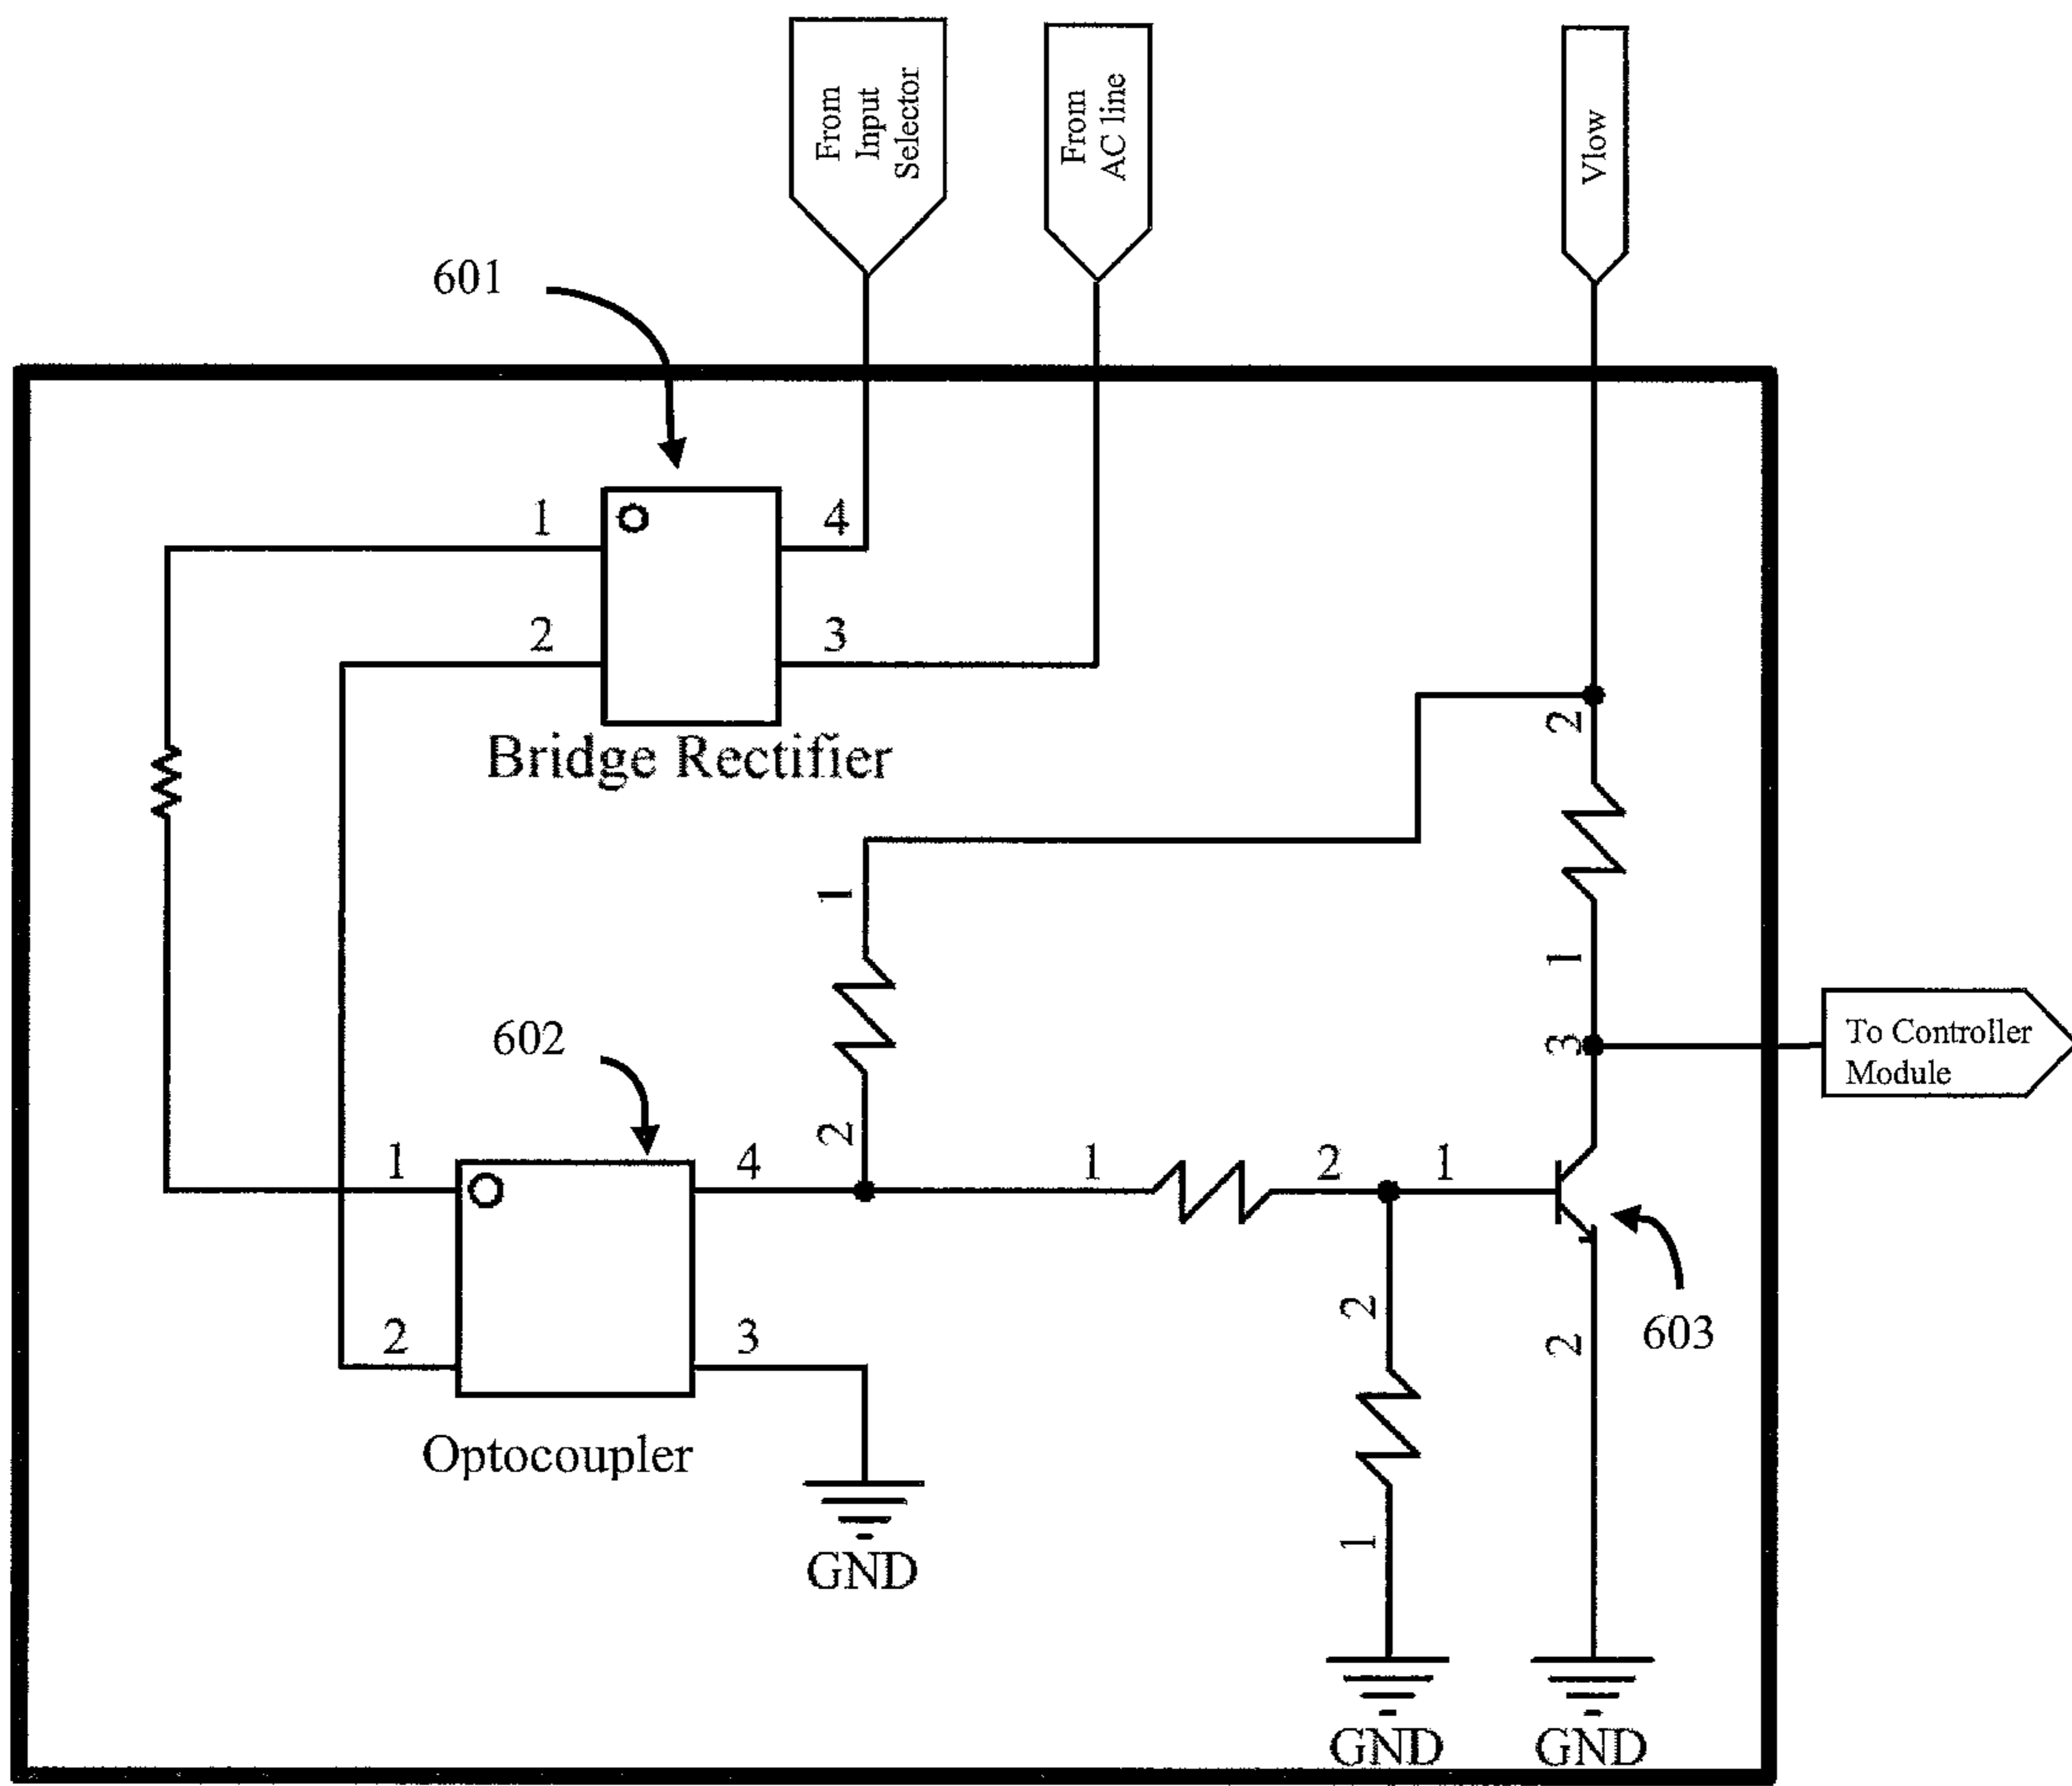 From
Input
Selector
From
AC line
Vlow
601
1
4
2
3
Bridge Rectifier
2
1
1
3
To Controller
Module
602
2
1
4
1
2
1
2
3
2
2
603
Optocoupler
1
GND
GND
GND